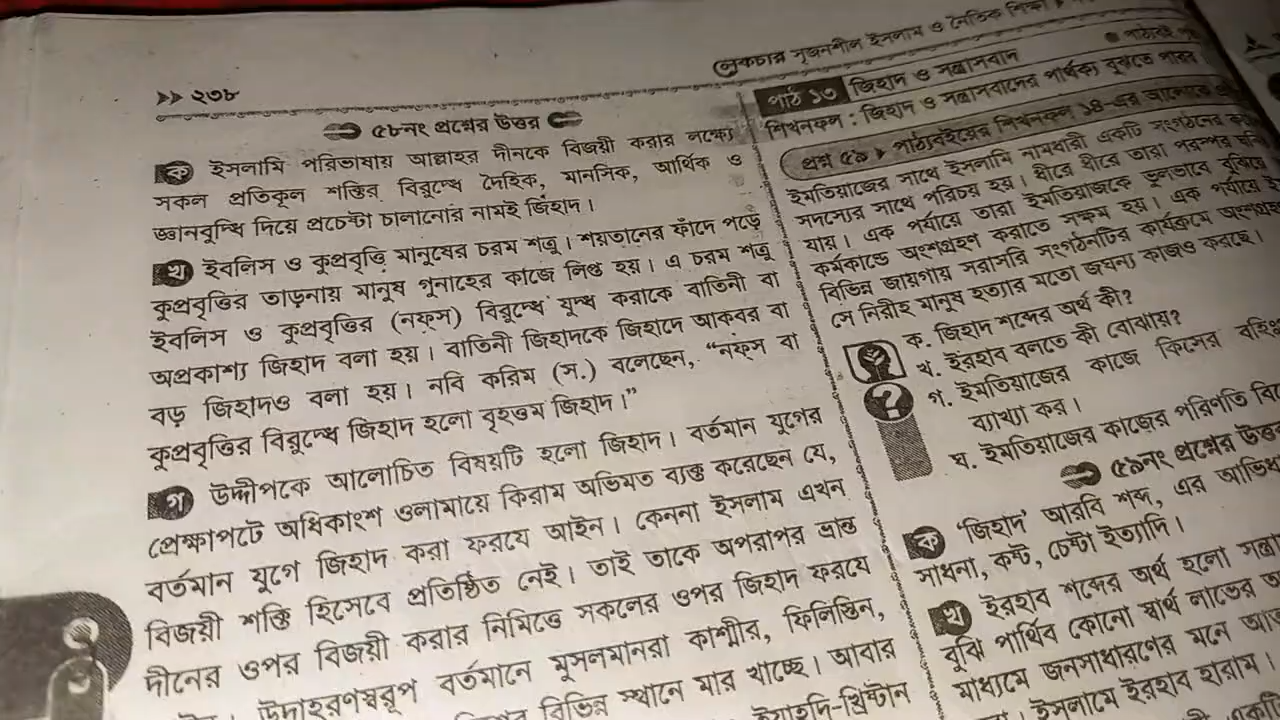 ▶▶ ২৩৮
৫৮নং প্রশ্নের উত্তর
ক ইসলামি পরিভাষায় আল্লাহর দীনকে বিজয়ী করার লক্ষ্যে
সকল প্রতিকূল শক্তির বিরুদ্ধে দৈহিক, মানসিক, আর্থিক ও
জ্ঞানবুদ্ধি দিয়ে প্রচেষ্টা চালানোর নামই জিহাদ।
খ ইবলিস ও কুপ্রবৃত্তি মানুষের চরম শত্রু। শয়তানের ফাঁদে পড়ে
কুপ্রবৃত্তির তাড়নায় মানুষ গুনাহের কাজে লিপ্ত হয়। এ চরম শত্রু
ইবলিস ও কুপ্রবৃত্তির (নফ্স) বিরুদ্ধে যুদ্ধ করাকে বাতিনী বা
অপ্রকাশ্য জিহাদ বলা হয়। বাতিনী জিহাদকে জিহাদে আকবর বা
বড় জিহাদও বলা হয়। নবি করিম (স.) বলেছেন, “নফ্স বা
কুপ্রবৃত্তির বিরুদ্ধে জিহাদ হলো বৃহত্তম জিহাদ।”
গ উদ্দীপকে আলোচিত বিষয়টি হলো জিহাদ। বর্তমান যুগের
প্রেক্ষাপটে অধিকাংশ ওলামায়ে কিরাম অভিমত ব্যক্ত করেছেন যে,
বর্তমান যুগে জিহাদ করা ফরযে আইন। কেননা ইসলাম এখন
বিজয়ী শক্তি হিসেবে প্রতিষ্ঠিত নেই। তাই তাকে অপরাপর ভ্রান্ত
দীনের ওপর বিজয়ী করার নিমিত্তে সকলের ওপর জিহাদ ফরযে
উদাহরণস্বরূপ বর্তমানে মুসলমানরা কাশ্মীর, ফিলিস্তিন,
বিভিন্ন স্থানে মার খাচ্ছে। আবার
ইয়াহুদি-খ্রিষ্টান
লেকচার সৃজনশীল ইসলাম ও নৈতিক শিক্ষা
পাঠ ১৩ জিহাদ ও সন্ত্রাসবাদ
শিখনফল : জিহাদ ও সন্ত্রাসবাদের পার্থক্য বুঝতে পারব
প্রশ্ন ৫৯ ▶ পাঠ্যবইয়ের শিখনফল ১৪-এর আলোকে
ইমতিয়াজের সাথে ইসলামি নামধারী একটি সংগঠনের
সদস্যের সাথে পরিচয় হয়। ধীরে ধীরে তারা পরস্পর
যায়। এক পর্যায়ে তারা ইমতিয়াজকে ভুলভাবে বুঝিয়ে
কর্মকান্ডে অংশগ্রহণ করাতে সক্ষম হয়। এক পর্যায়ে
বিভিন্ন জায়গায় সরাসরি সংগঠনটির কার্যক্রমে
সে নিরীহ মানুষ হত্যার মতো জঘন্য কাজও করছে।
ক. জিহাদ শব্দের অর্থ কী?
খ. ইরহাব বলতে কী বোঝায়?
গ. ইমতিয়াজের কাজে কিসের
ব্যাখ্যা কর।
ঘ. ইমতিয়াজের কাজের পরিণতি
৫৯নং প্রশ্নের উত্তর
ক ‘জিহাদ’ আরবি শব্দ, এর
সাধনা, কষ্ট, চেষ্টা ইত্যাদি।
খ ইরহাব শব্দের অর্থ হলো
বুঝি পার্থিব কোনো স্বার্থ লাভের
মাধ্যমে জনসাধারণের মনে
ইসলামে ইরহাব হারাম।